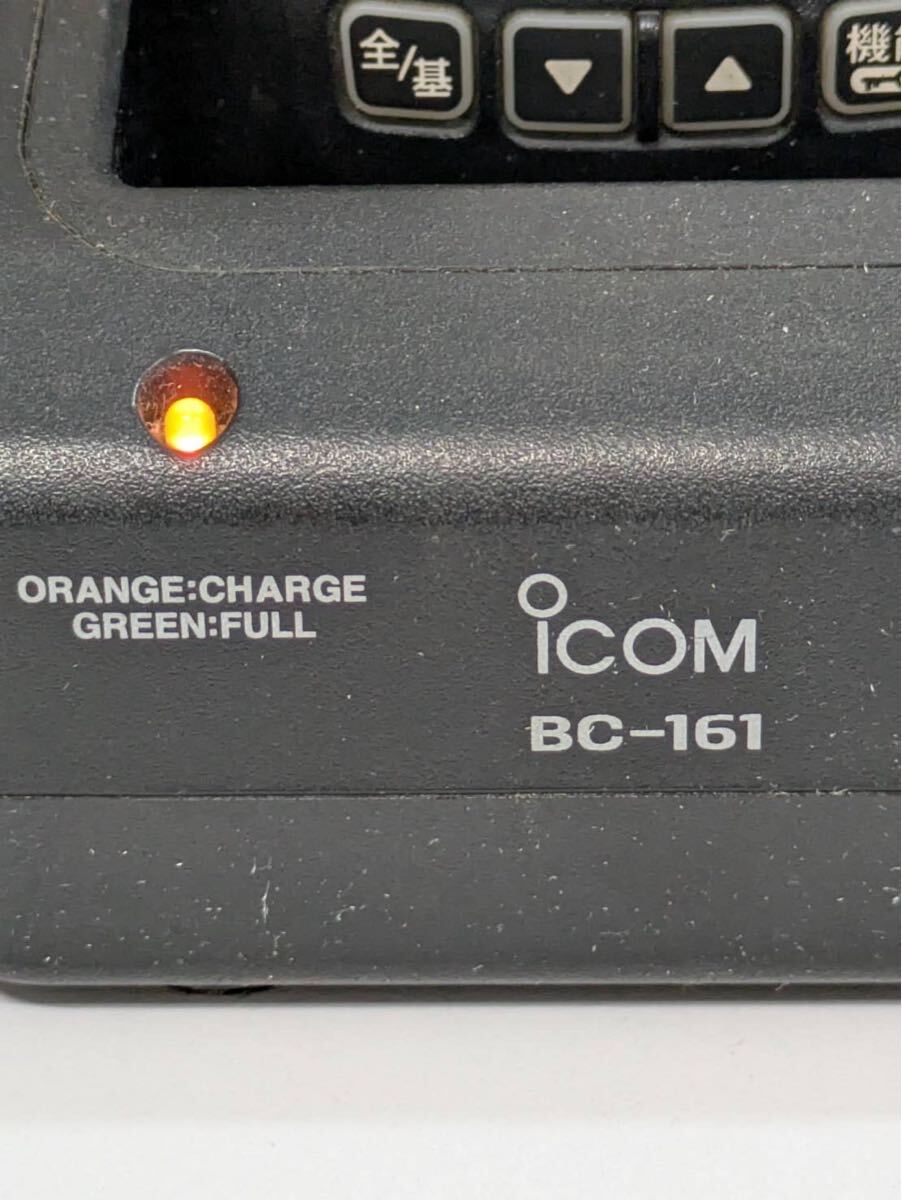 全/基
▼
▲
機能
ORANGE:CHARGE
GREEN:FULL
ICOM
BC-161